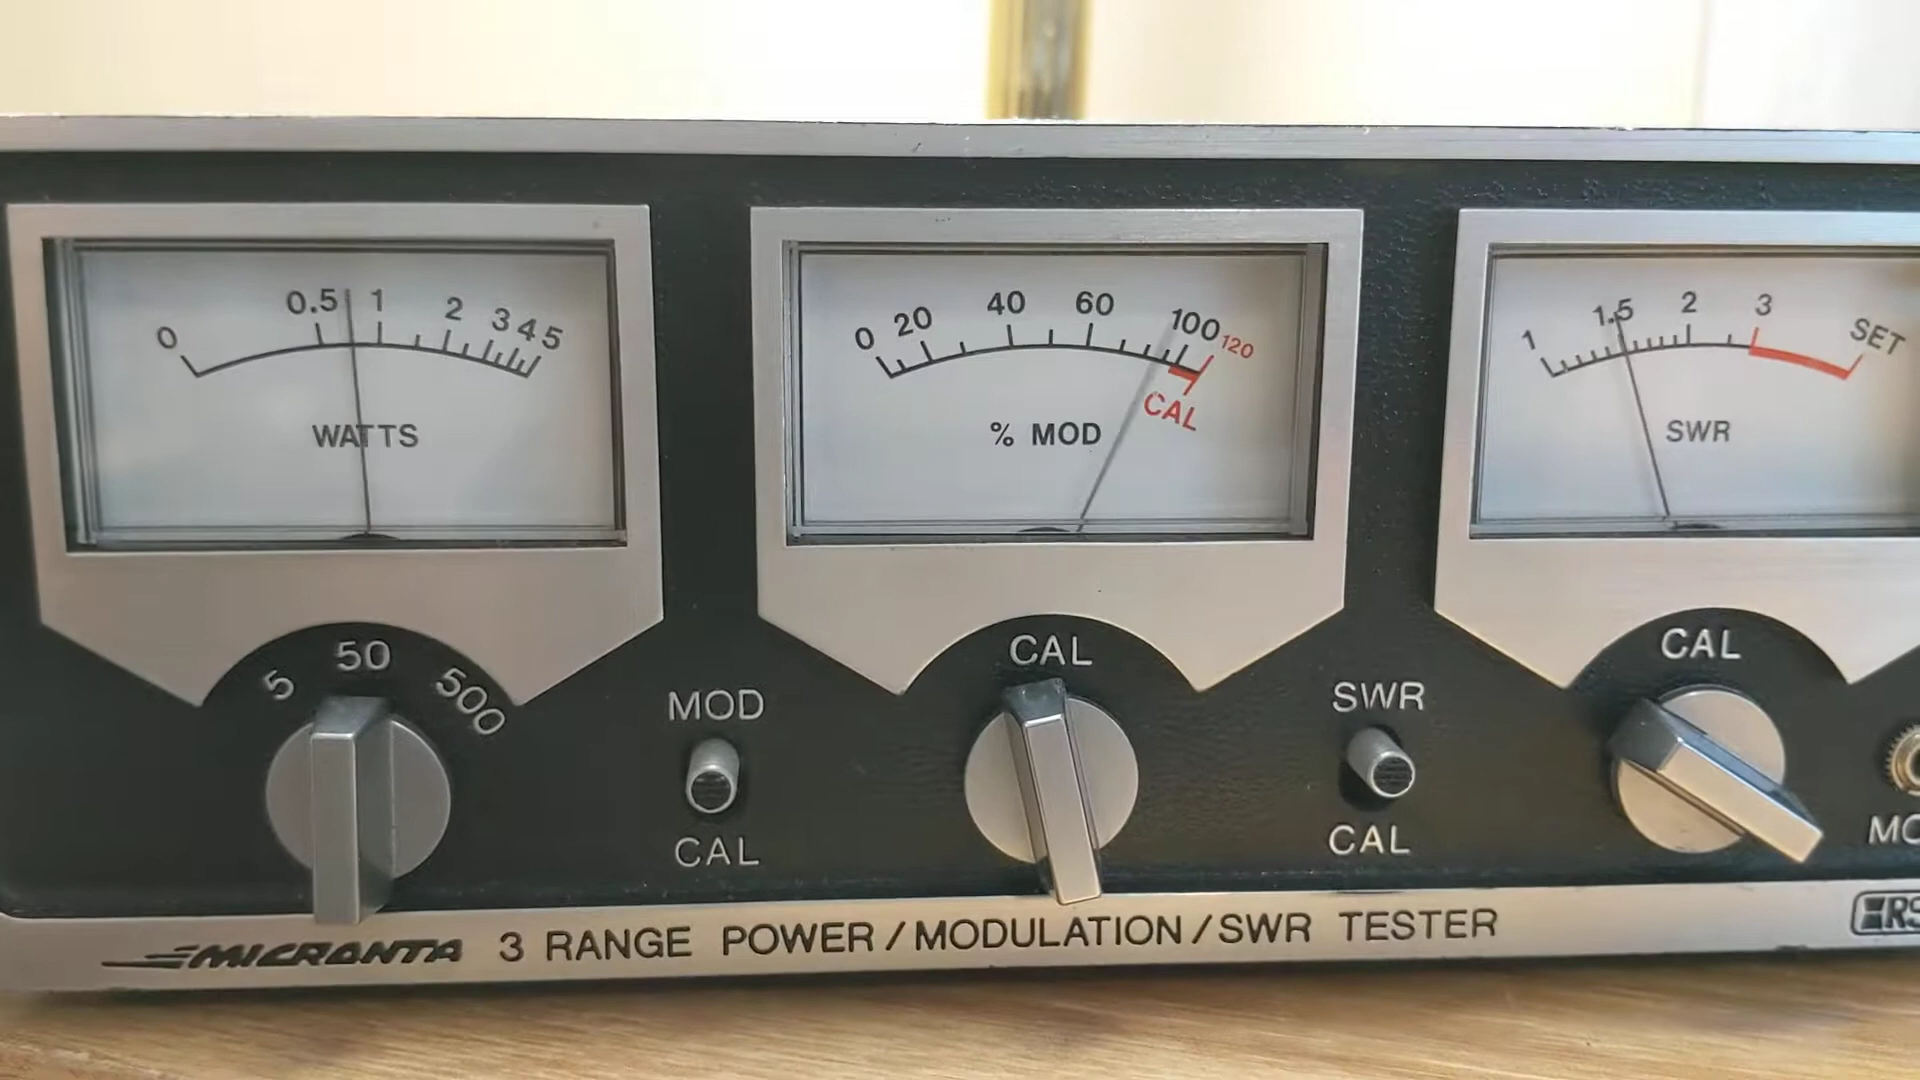 0 0.5 1 2 3 4 5
WATTS
0 20 40 60 100 120
CAL
% MOD
1 1.5 2 3 SET
SWR
5 50 500
MOD
CAL
CAL
SWR
CAL
CAL
MICRONTA 3 RANGE POWER/MODULATION/SWR TESTER